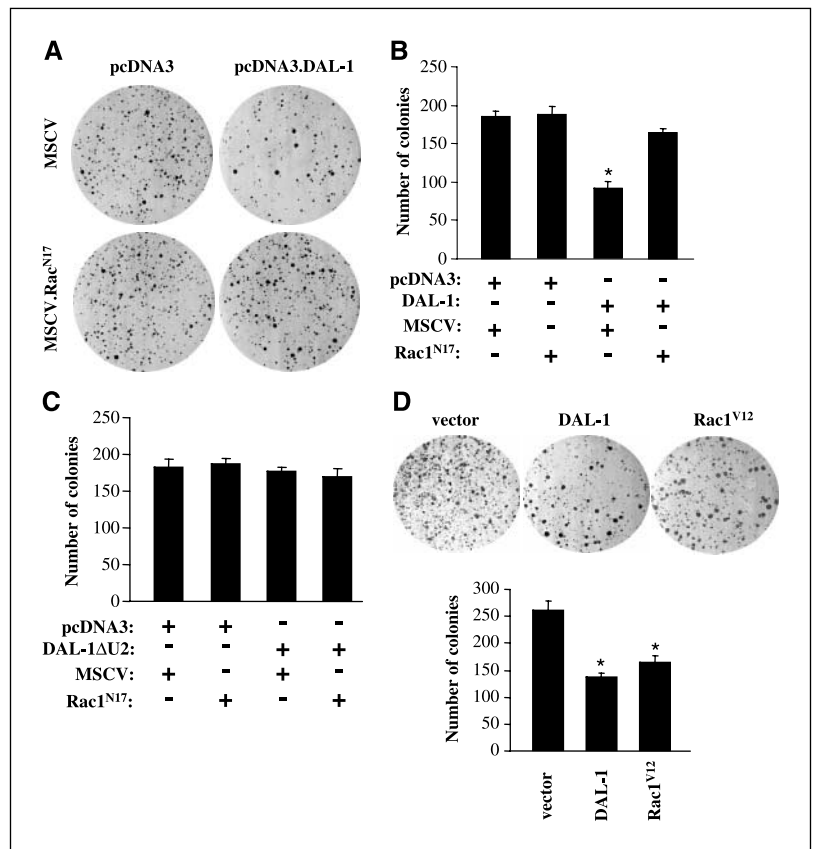 A
pcDNA3 pcDNA3.DAL-1
MSCV
MSCV.Rac^N17
B
Number of colonies
250
200
150
100
50
0
*
pcDNA3: + + - -
DAL-1: - - + +
MSCV: + - + -
Rac1^N17: - + - +
C
Number of colonies
250
200
150
100
50
0
pcDNA3: + + - -
DAL-1ΔU2: - - + +
MSCV: + - + -
Rac1^N17: - + - +
D
vector DAL-1 Rac1^V12
Number of colonies
300
250
200
150
100
50
0
* *
vector
DAL-1
Rac1^V12